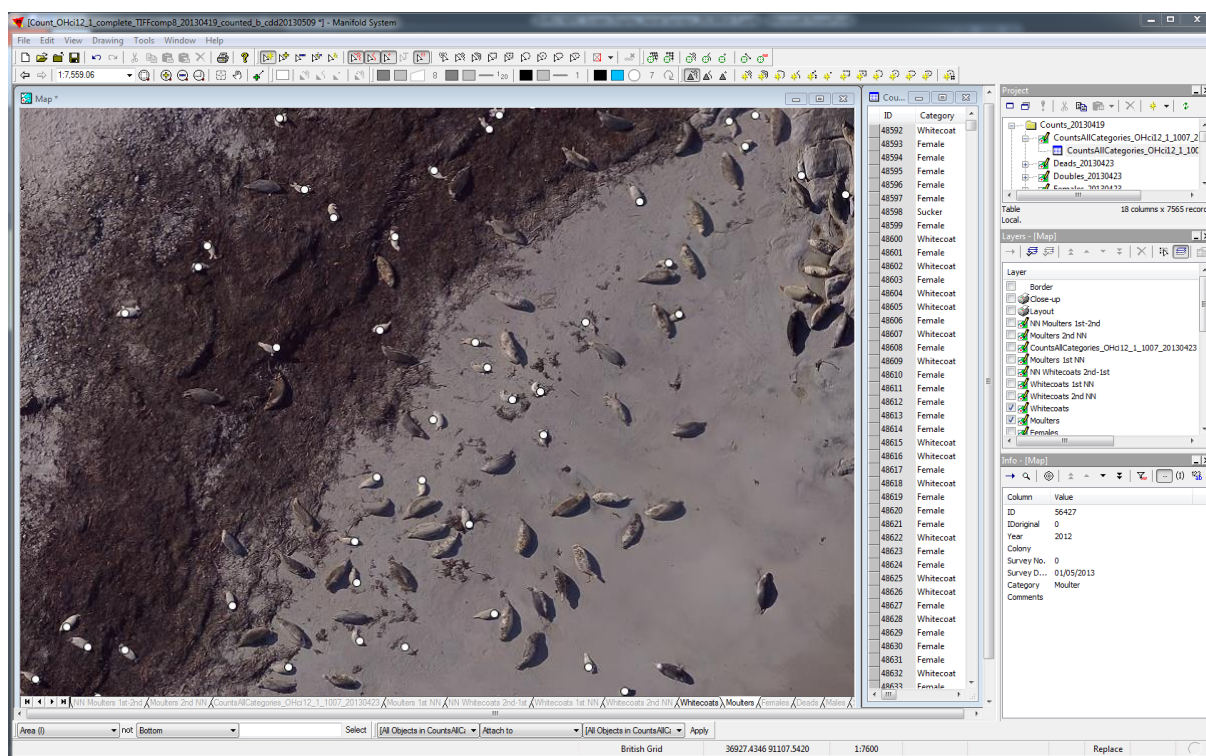 [Count_OHci12_1_complete_TIFFcomp8_20130419_counted_b_cdd20130509 *] - Manifold System
File Edit View Drawing Tools Window Help
1:7,559.06
8
1
20
1
7
Map *
Cou...
ID Category
48592 Whitecoat
48593 Female
48594 Female
48595 Female
48596 Female
48597 Female
48598 Sucker
48599 Female
48600 Whitecoat
48601 Female
48602 Whitecoat
48603 Female
48604 Whitecoat
48605 Whitecoat
48606 Female
48607 Whitecoat
48608 Female
48609 Whitecoat
48610 Female
48611 Female
48612 Female
48613 Female
48614 Female
48615 Whitecoat
48616 Whitecoat
48617 Female
48618 Whitecoat
48619 Female
48620 Female
48621 Female
48622 Whitecoat
48623 Female
48624 Female
48625 Whitecoat
48626 Whitecoat
48627 Female
48628 Whitecoat
48629 Female
48630 Female
48631 Female
48632 Whitecoat
48633 Female
Project
Counts_20130419
CountsAllCategories_OHci12_1_1007_2
CountsAllCategories_OHci12_1_100
Deads_20130423
Doubles_20130423
Females_20130423
Table 18 columns x 7565 record
Local.
Layers - [Map]
Layer
Border
Close-up
Layout
NN Moulters 1st-2nd
Moulters 2nd NN
CountsAllCategories_OHci12_1_1007_20130423
Moulters 1st NN
NN Whitecoats 2nd-1st
Whitecoats 1st NN
Whitecoats 2nd NN
Whitecoats
Moulters
Females
Info - [Map]
Column Value
ID 56427
IDoriginal 0
Year 2012
Colony
Survey No. 0
Survey D... 01/05/2013
Category Moulter
Comments
NN Moulters 1st-2nd Moulters 2nd NN CountsAllCategories_OHci12_1_1007_20130423 Moulters 1st NN NN Whitecoats 2nd-1st Whitecoats 1st NN Whitecoats 2nd NN Whitecoats Moulters Females Deads Males
Area (I) not Bottom Select [All Objects in CountsAllCa Attach to [All Objects in CountsAllCa Apply
British Grid 36927.4346 91107.5420 1:7600 Replace